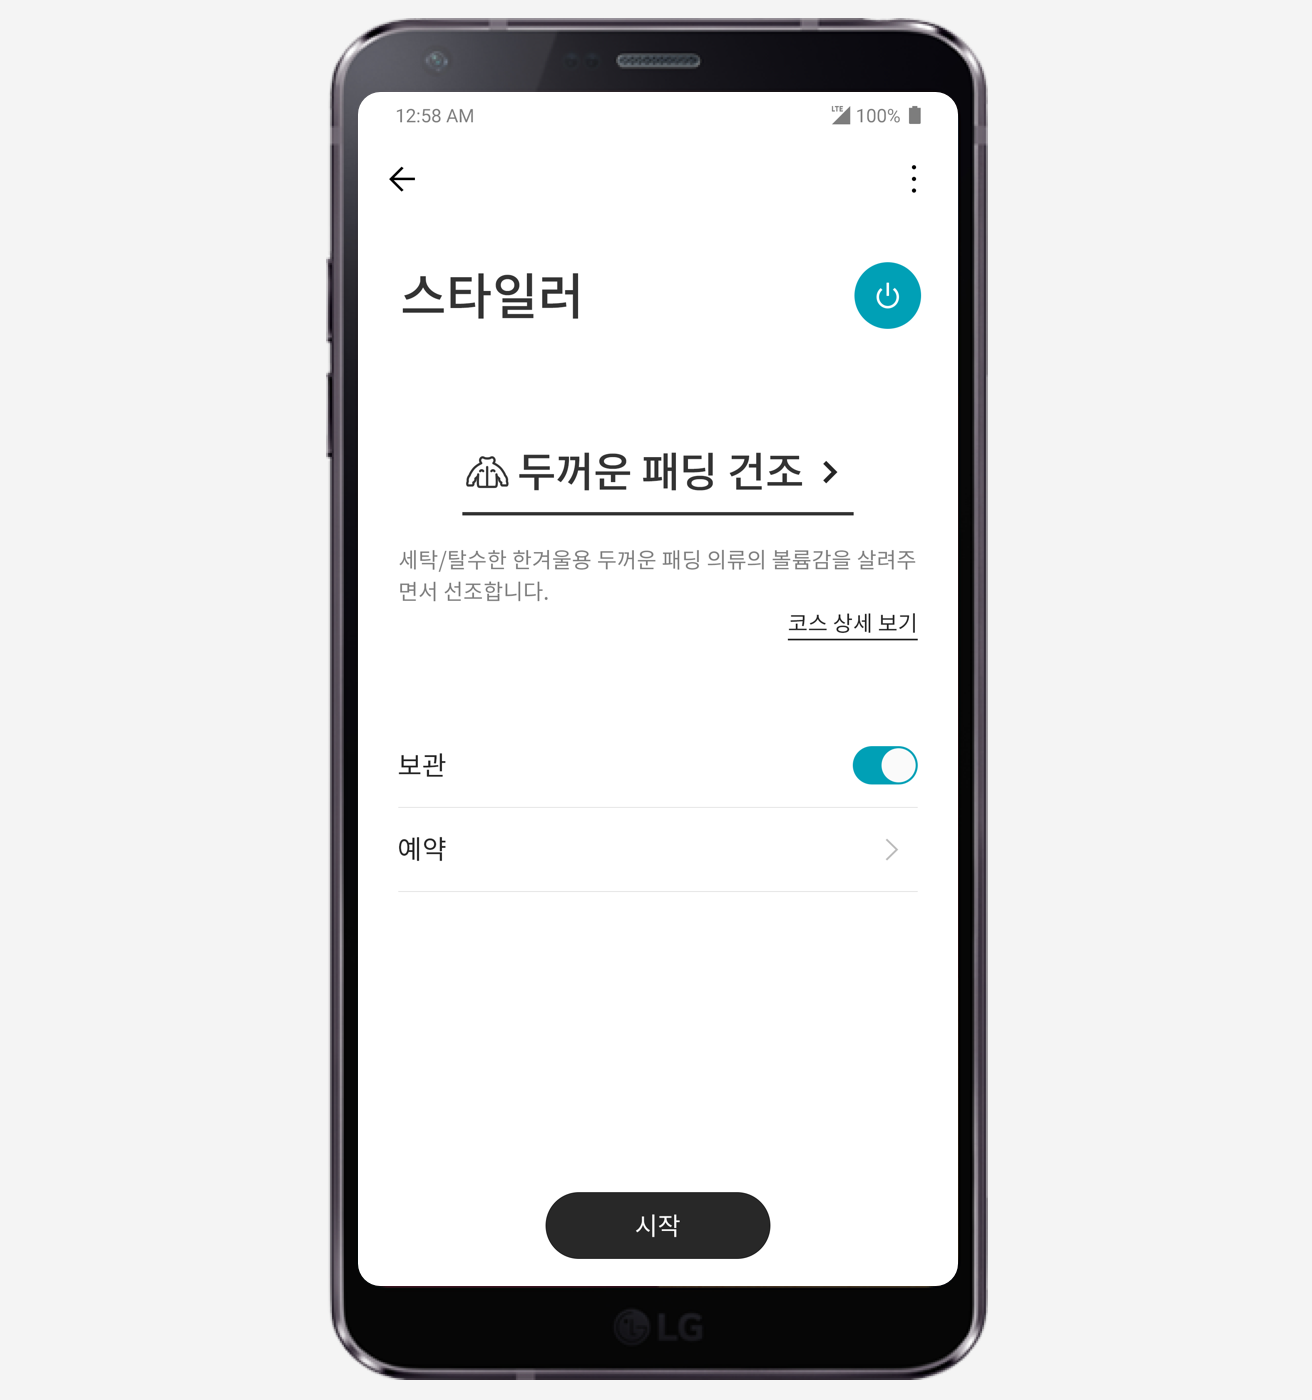 12:58 AM
LTE 100%
스타일러
두꺼운 패딩 건조
세탁/탈수한 한겨울용 두꺼운 패딩 의류의 볼륨감을 살려주
면서 선조합니다.
코스 상세 보기
보관
예약
시작
LG